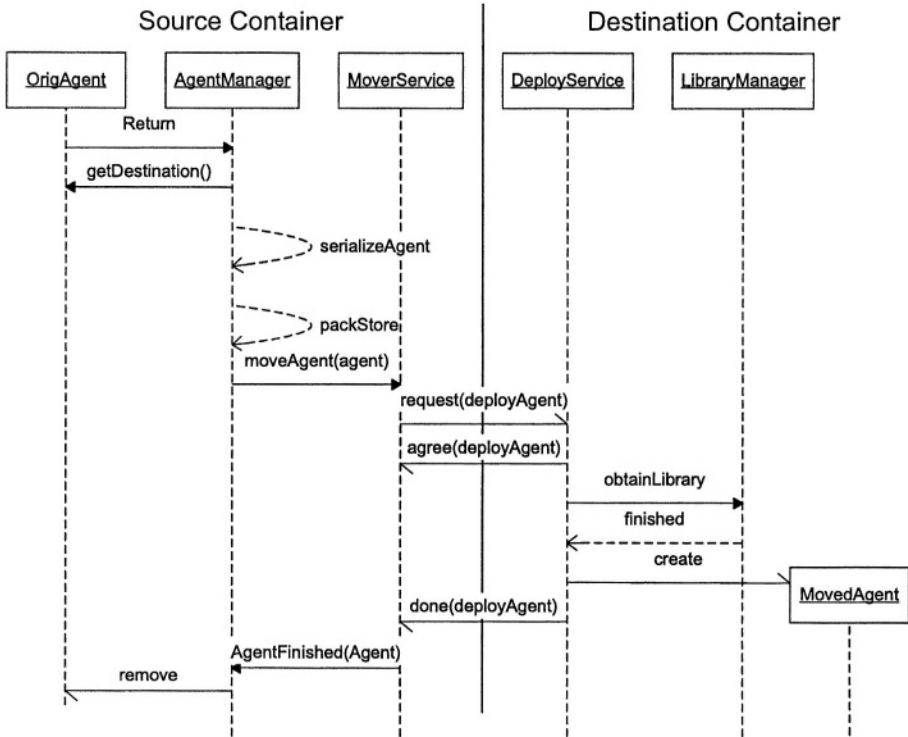 Source Container
Destination Container
OrigAgent
AgentManager
MoverService
DeployService
LibraryManager
Return
getDestination()
serializeAgent
packStore
moveAgent(agent)
request(deployAgent)
agree(deployAgent)
obtainLibrary
finished
create
MovedAgent
done(deployAgent)
AgentFinished(Agent)
remove